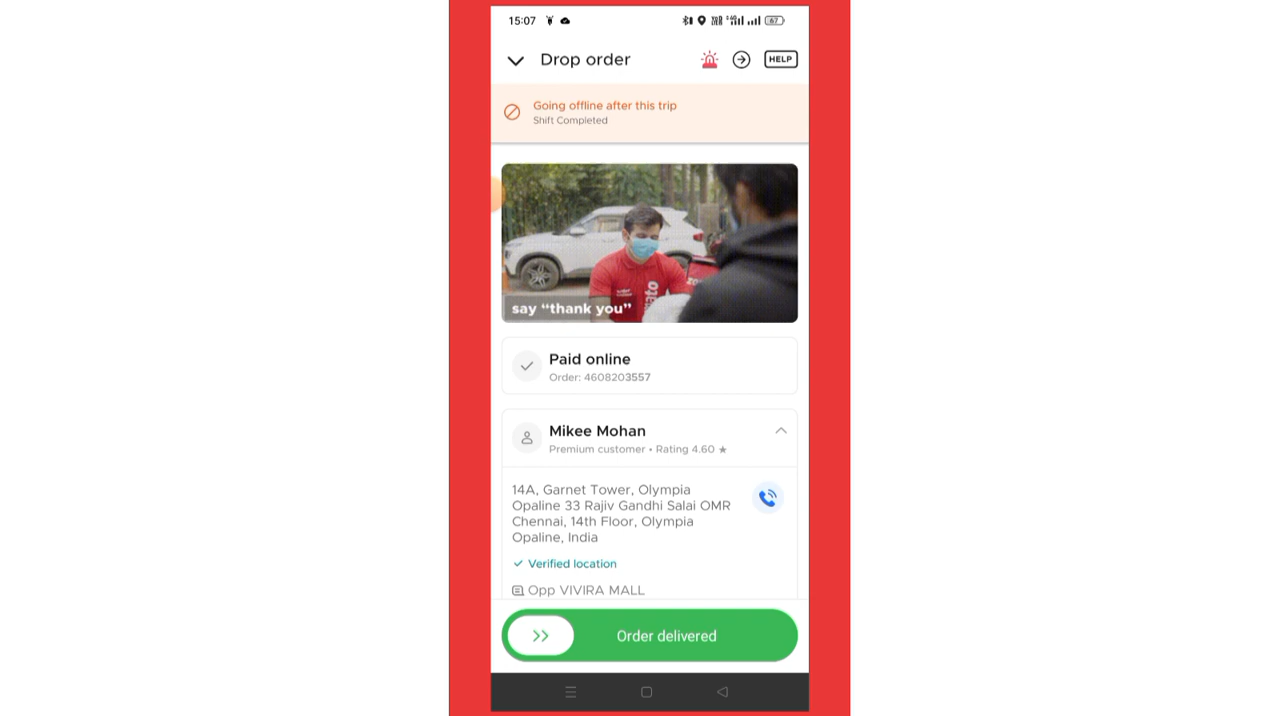 15:07
67
Drop order
HELP
Going offline after this trip
Shift Completed
say “thank you”
Paid online
Order: 4608203557
Mikee Mohan
Premium customer • Rating 4.60 ★
14A, Garnet Tower, Olympia
Opaline 33 Rajiv Gandhi Salai OMR
Chennai, 14th Floor, Olympia
Opaline, India
Verified location
Opp VIVIRA MALL
Order delivered